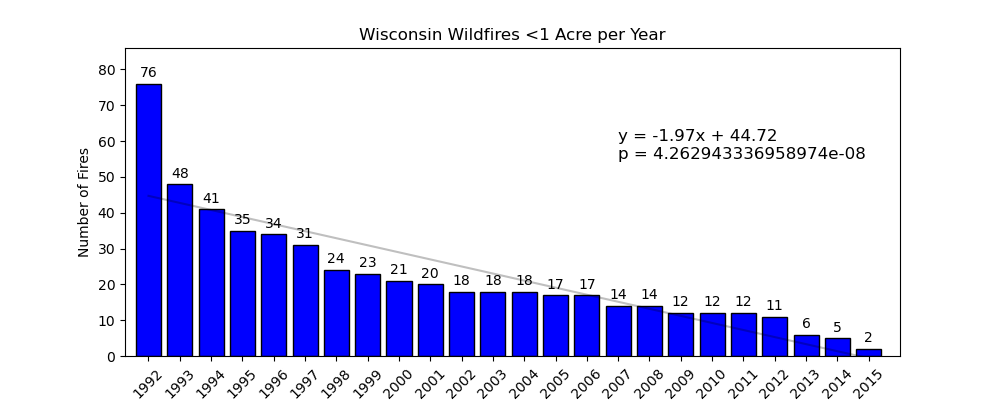 Wisconsin Wildfires <1 Acre per Year
Number of Fires
80
70
60
50
40
30
20
10
0
y = -1.97x + 44.72
p = 4.262943336958974e-08
76 48 41 35 34 31 24 23 21 20 18 18 18 17 17 14 14 12 12 12 11 6 5 2
1992 1993 1994 1995 1996 1997 1998 1999 2000 2001 2002 2003 2004 2005 2006 2007 2008 2009 2010 2011 2012 2013 2014 2015